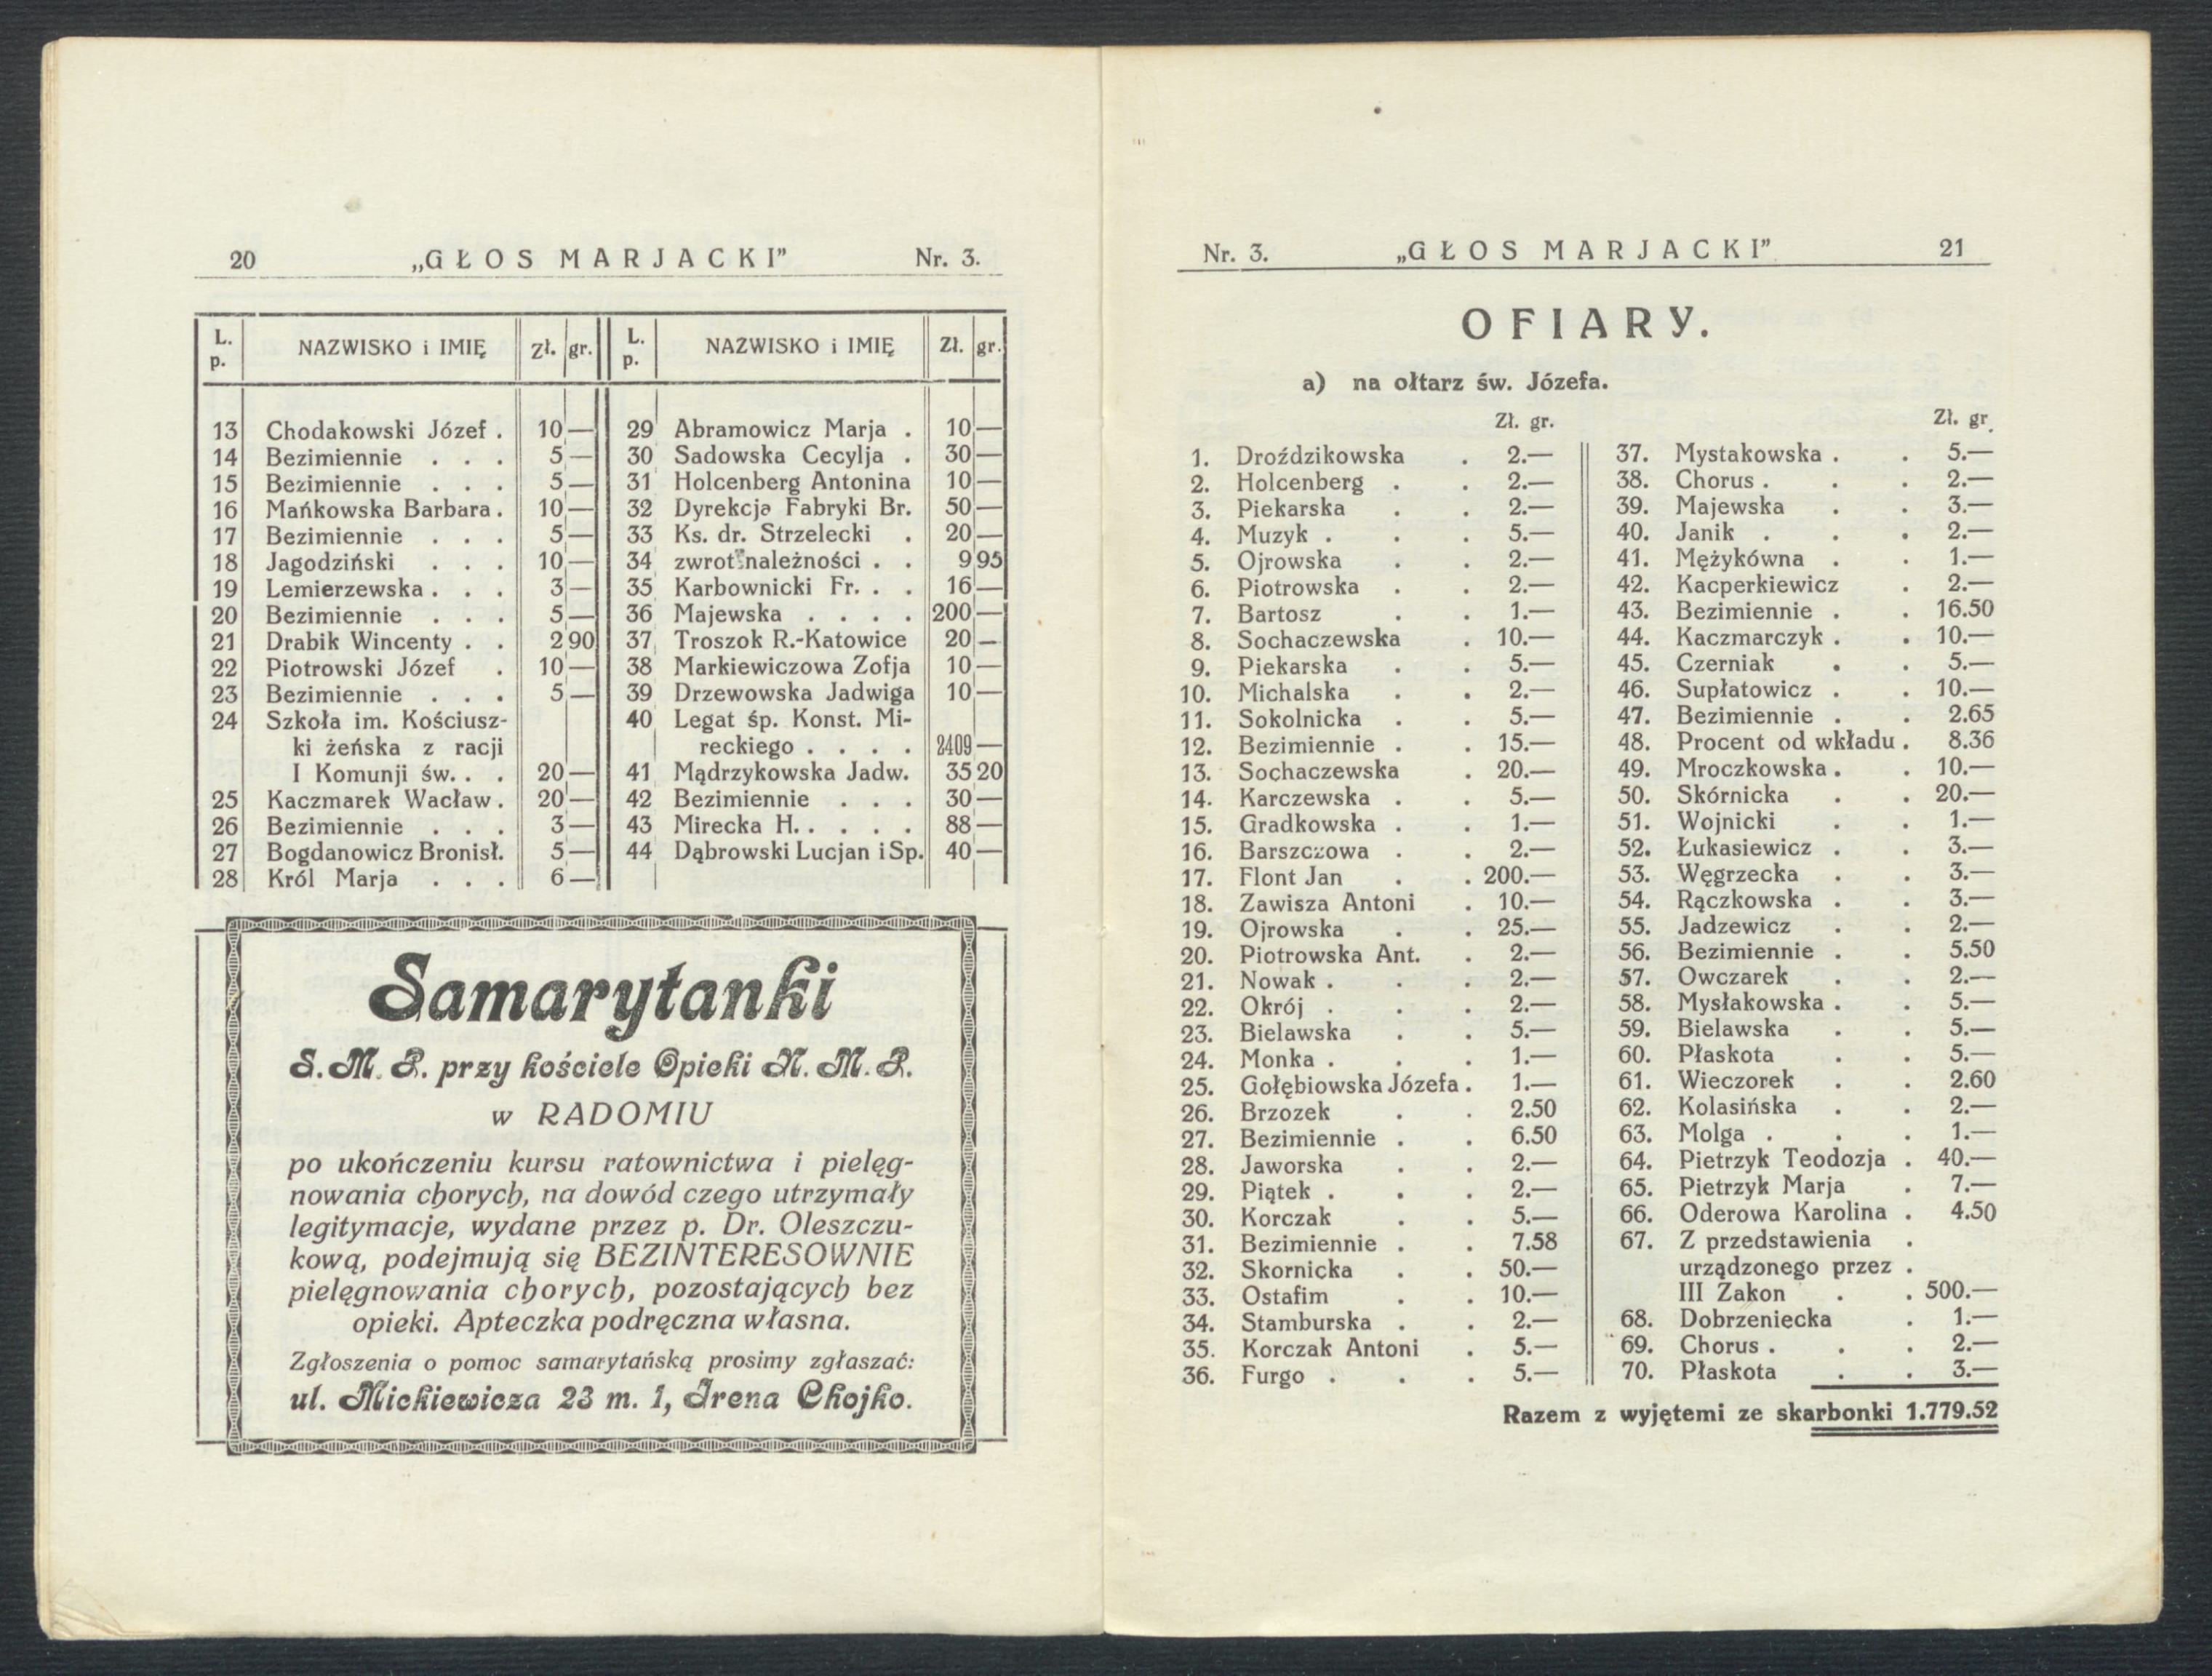 20 „GŁOS MARJACKI” Nr. 3.
L. p. NAZWISKO i IMIĘ Zł. gr. L. p. NAZWISKO i IMIĘ Zł. gr.
13 Chodakowski Józef . 10 —
14 Bezimiennie . . . 5 —
15 Bezimiennie . . . 5 —
16 Mańkowska Barbara . 10 —
17 Bezimiennie . . . 5 —
18 Jagodziński . . . 10 —
19 Lemierzewska . . . 3 —
20 Bezimiennie . . . 5 —
21 Drabik Wincenty . . 2 90
22 Piotrowski Józef . 10 —
23 Bezimiennie . . . 5 —
24 Szkoła im. Kościusz-
ki żeńska z racji
I Komunji św. . . 20 —
25 Kaczmarek Wacław . 20 —
26 Bezimiennie . . . 3 —
27 Bogdanowicz Bronisł. 5 —
28 Król Marja . . . 6 —
29 Abramowicz Marja . 10 —
30 Sadowska Cecylja . 30 —
31 Holcenberg Antonina 10 —
32 Dyrekcja Fabryki Br. 50 —
33 Ks. dr. Strzelecki . 20 —
34 zwrot należności . . 9 95
35 Karbownicki Fr. . . 16 —
36 Majewska . . . . 200 —
37 Troszok R.-Katowice 20 —
38 Markiewiczowa Zofja 10 —
39 Drzewowska Jadwiga 10 —
40 Legat śp. Konst. Mi-
reckiego . . . . 2409 —
41 Mądrzykowska Jadw. 35 20
42 Bezimiennie . . . 30 —
43 Mirecka H. . . . . 88 —
44 Dąbrowski Lucjan i Sp. 40 —
Samarytanki
S. M. P. przy kościele Opieki N. M. P.
w RADOMIU
po ukończeniu kursu ratownictwa i pielęg-
nowania chorych, na dowód czego utrzymały
legitymacje, wydane przez p. Dr. Oleszczu-
kową, podejmują się BEZINTERESOWNIE
pielęgnowania chorych, pozostających bez
opieki. Apteczka podręczna własna.
Zgłoszenia o pomoc samarytańską prosimy zgłaszać:
ul. Mickiewicza 23 m. 1, Irena Chojko.
Nr. 3. „GŁOS MARJACKI” 21
OFIARY.
a) na ołtarz św. Józefa.
Zł. gr.
1. Droździkowska . 2.—
2. Holcenberg . . 2.—
3. Piekarska . . 2.—
4. Muzyk . . . 5.—
5. Ojrowska . . 2.—
6. Piotrowska . . 2.—
7. Bartosz . . 1.—
8. Sochaczewska . 10.—
9. Piekarska . . 5.—
10. Michalska . . 2.—
11. Sokolnicka . . 5.—
12. Bezimiennie . . 15.—
13. Sochaczewska . 20.—
14. Karczewska . . 5.—
15. Gradkowska . . 1.—
16. Barszczowa . . 2.—
17. Flont Jan . . 200.—
18. Zawisza Antoni . 10.—
19. Ojrowska . . 25.—
20. Piotrowska Ant. . 2.—
21. Nowak . . . 2.—
22. Okrój . . . 2.—
23. Bielawska . . 5.—
24. Monka . . . 1.—
25. Gołębiowska Józefa . 1.—
26. Brzozek . . 2.50
27. Bezimiennie . . 6.50
28. Jaworska . . 2.—
29. Piątek . . . 2.—
30. Korczak . . 5.—
31. Bezimiennie . . 7.58
32. Skornicka . . 50.—
33. Ostafim . . 10.—
34. Stamburska . . 2.—
35. Korczak Antoni . 5.—
36. Furgo . . . 5.—
Zł. gr.
37. Mystakowska . . 5.—
38. Chorus . . . 2.—
39. Majewska . . 3.—
40. Janik . . . 2.—
41. Mężykówna . . 1.—
42. Kacperkiewicz . 2.—
43. Bezimiennie . . 16.50
44. Kaczmarczyk . . 10.—
45. Czerniak . . 5.—
46. Supłatowicz . . 10.—
47. Bezimiennie . . 2.65
48. Procent od wkładu . 8.36
49. Mroczkowska . . 10.—
50. Skórnicka . . 20.—
51. Wojnicki . . 1.—
52. Łukasiewicz . . 3.—
53. Węgrzecka . . 3.—
54. Rączkowska . . 3.—
55. Jadzewicz . . 2.—
56. Bezimiennie . . 5.50
57. Owczarek . . 2.—
58. Mysłakowska . . 5.—
59. Bielawska . . 5.—
60. Płaskota . . 5.—
61. Wieczorek . . 2.60
62. Kolasińska . . 2.—
63. Molga . . . 1.—
64. Pietrzyk Teodozja . 40.—
65. Pietrzyk Marja . 7.—
66. Oderowa Karolina . 4.50
67. Z przedstawienia .
urządzonego przez .
III Zakon . . 500.—
68. Dobrzeniecka . 1.—
69. Chorus . . . 2.—
70. Płaskota . . 3.—
Razem z wyjętemi ze skarbonki 1.779.52